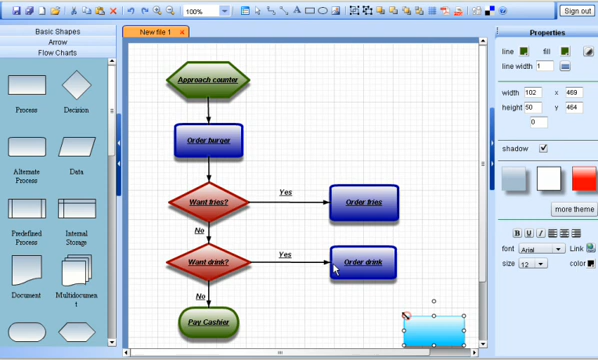 100%
Sign out
Basic Shapes
Arrow
Flow Charts
Process
Decision
Alternate
Process
Data
Predefined
Process
Internal
Storage
Document
Multidocumen
t
New file 1
Approach counter
Order burger
Want fries?
Yes
Order fries
No
Want drink?
Yes
Order drink
No
Pay Cashier
Properties
line
fill
line width
1
width
102
x
469
height
50
y
464
0
shadow
more theme
B
U
I
font
Arial
Link
size
12
color